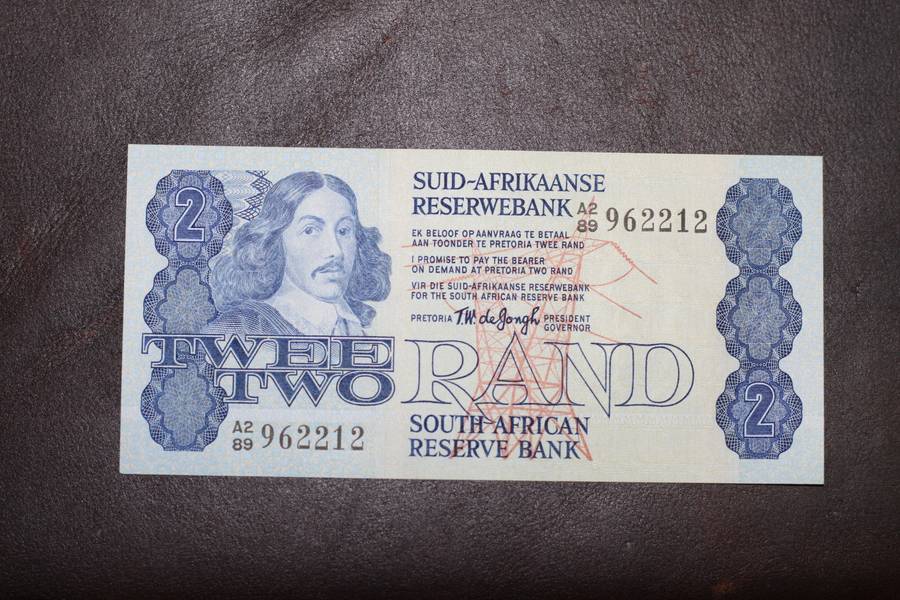 2
SUID-AFRIKAANSE
RESERWEBANK A2/89 962212
EK BELOOF OP AANVRAAG TE BETAAL
AAN TOONDER TE PRETORIA TWEE RAND
I PROMISE TO PAY THE BEARER
ON DEMAND AT PRETORIA TWO RAND
VIR DIE SUID-AFRIKAANSE RESERWEBANK
FOR THE SOUTH AFRICAN RESERVE BANK
PRETORIA T.W. de Jongh PRESIDENT
GOVERNOR
TWEE
TWO RAND
2
A2/89 962212
SOUTH AFRICAN
RESERVE BANK